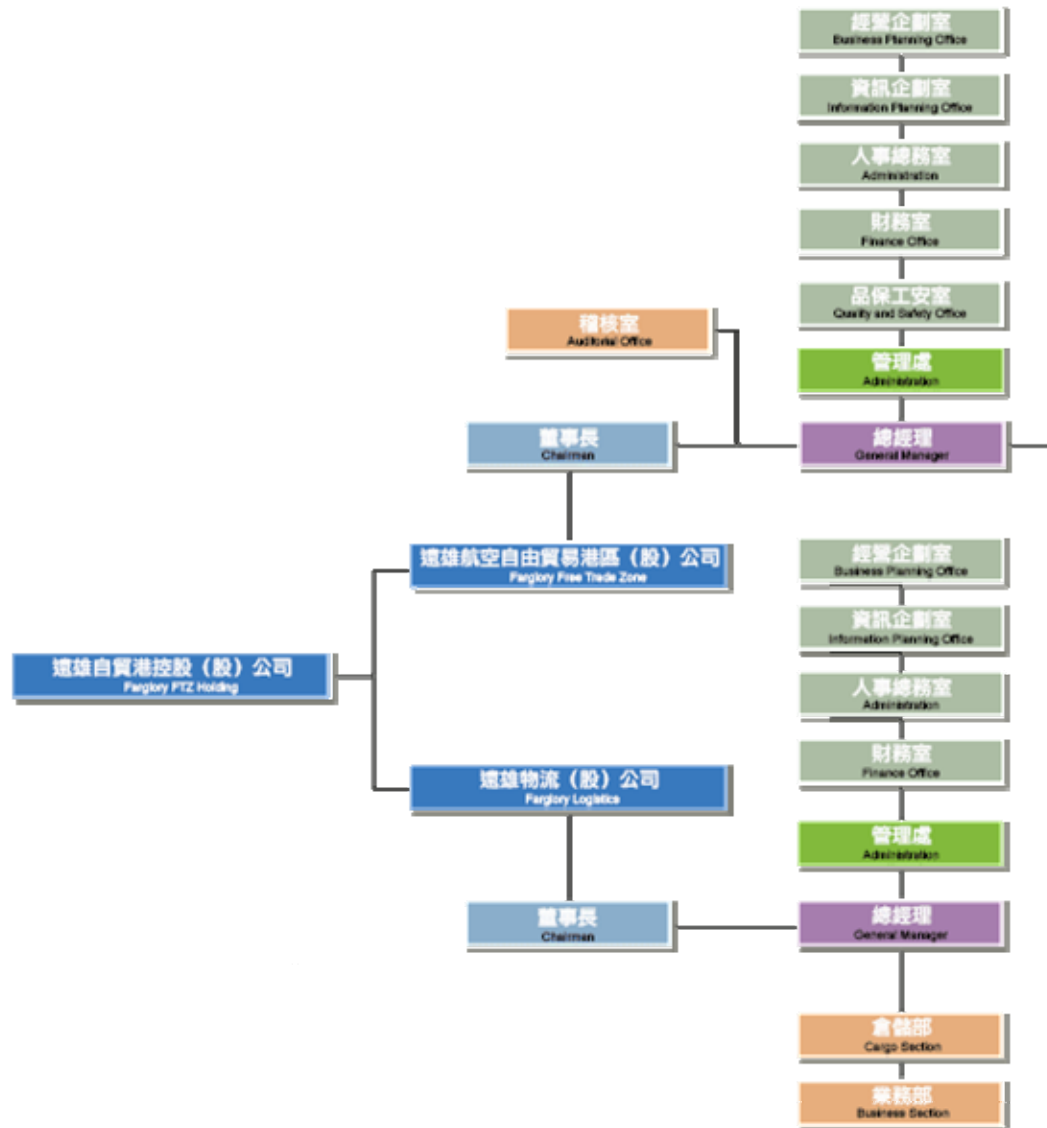 經營企劃室
Business Planning Office
資訊企劃室
Information Planning Office
人事總務室
Administration
財務室
Finance Office
品保工安室
Quality and Safety Office
稽核室
Auditorial Office
管理處
Administration
董事長
Chairman
總經理
General Manager
遠雄航空自由貿易港區（股）公司
Farglory Free Trade Zone
經營企劃室
Business Planning Office
資訊企劃室
Information Planning Office
遠雄自貿港控股（股）公司
Farglory FTZ Holding
人事總務室
Administration
財務室
Finance Office
遠雄物流（股）公司
Farglory Logistics
管理處
Administration
董事長
Chairman
總經理
General Manager
倉儲部
Cargo Section
業務部
Business Section